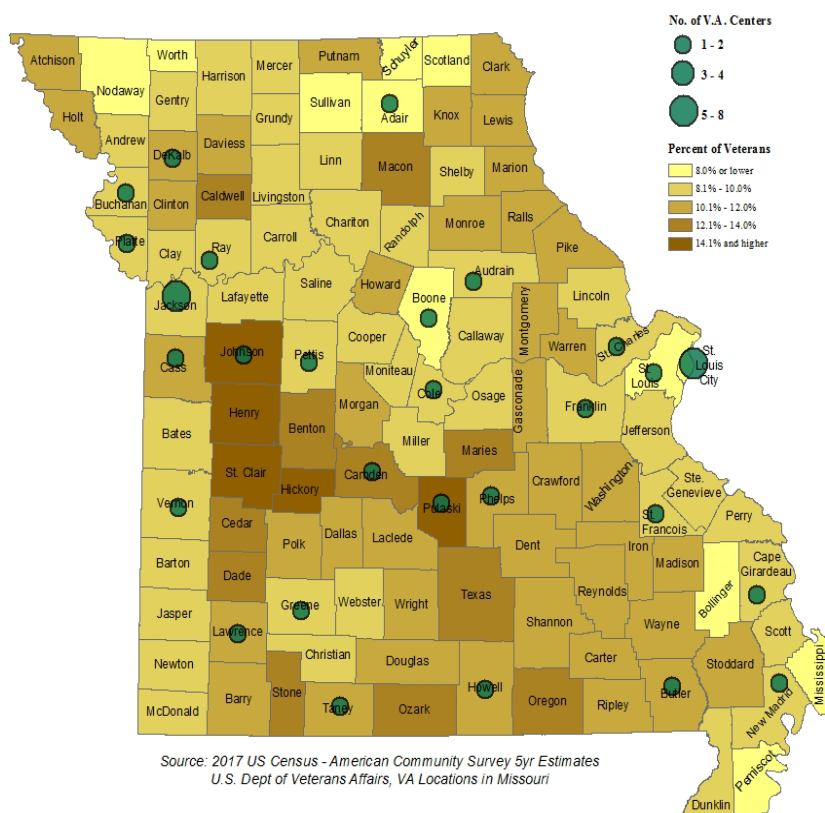 No. of V.A. Centers
1 - 2
3 - 4
5 - 8
Percent of Veterans
8.0% or lower
8.1% - 10.0%
10.1% - 12.0%
12.1% - 14.0%
14.1% and higher
Atchison
Nodaway
Worth
Harrison
Mercer
Putnam
Schuyler
Scotland
Clark
Holt
Gentry
Sullivan
Adair
Knox
Lewis
Andrew
DeKalb
Daviess
Grundy
Linn
Macon
Shelby
Marion
Buchanan
Clinton
Caldwell
Livingston
Chariton
Randolph
Monroe
Ralls
Pike
Platte
Clay
Ray
Carroll
Saline
Howard
Boone
Audrain
Lincoln
Jackson
Lafayette
Cooper
Callaway
Montgomery
Warren
St. Charles
St.
Louis
St.
Louis
City
Cass
Johnson
Pettis
Moniteau
Cole
Osage
Gasconade
Franklin
Jefferson
Bates
Henry
Benton
Morgan
Miller
Maries
St. Clair
Hickory
Camden
Pulaski
Phelps
Crawford
Washington
St.
Francois
Ste.
Genevieve
Perry
Vernon
Cedar
Polk
Dallas
Laclede
Dent
Iron
Madison
Bollinger
Cape
Girardeau
Barton
Dade
Greene
Webster
Wright
Texas
Shannon
Reynolds
Wayne
Scott
Mississippi
Jasper
Lawrence
Christian
Douglas
Carter
Stoddard
Newton
Stone
Taney
Ozark
Howell
Oregon
Ripley
Butler
New Madrid
McDonald
Barry
Pemiscot
Dunklin
Source: 2017 US Census - American Community Survey 5yr Estimates
U.S. Dept of Veterans Affairs, VA Locations in Missouri